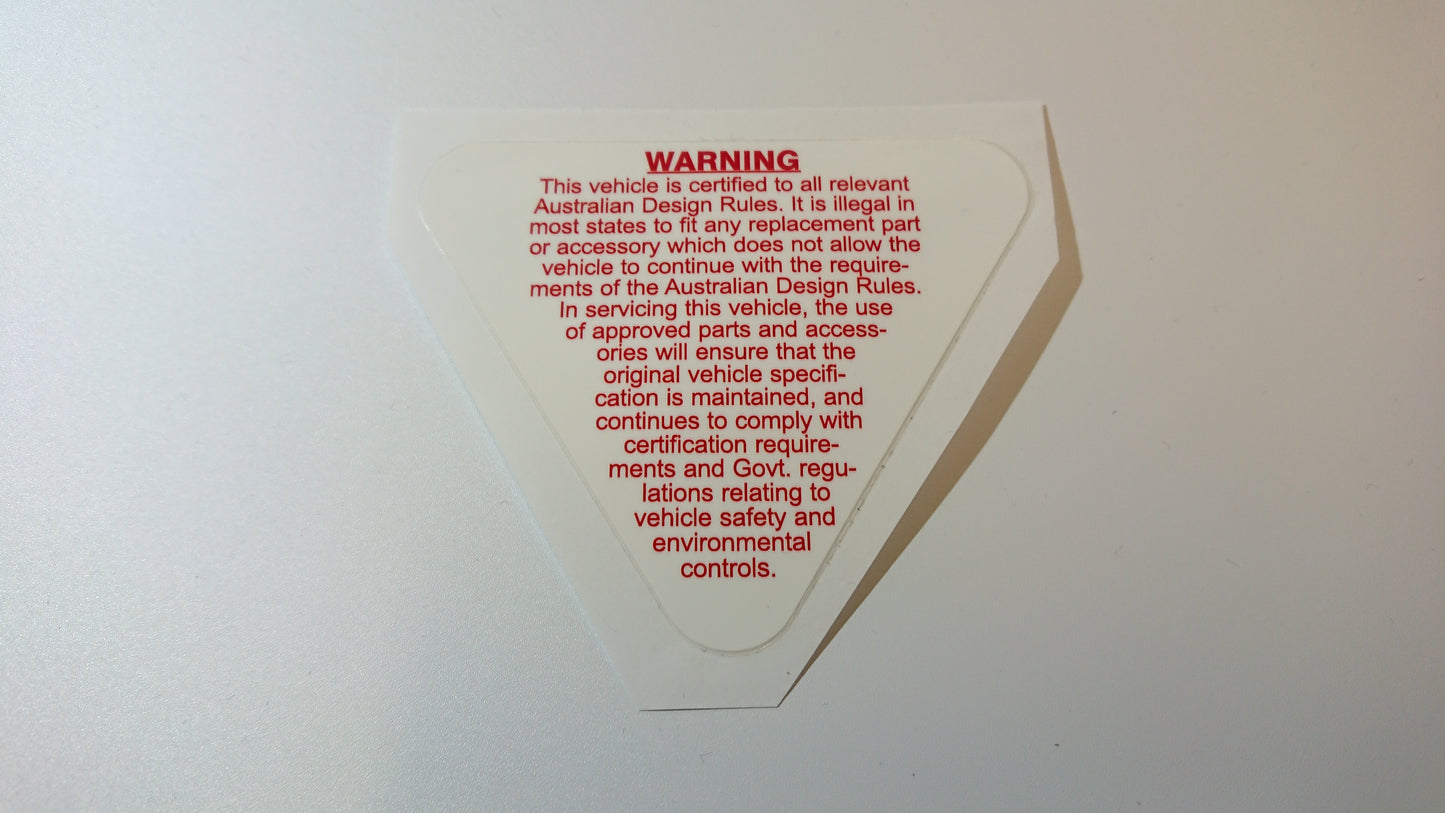 WARNING
This vehicle is certified to all relevant
Australian Design Rules. It is illegal in
most states to fit any replacement part
or accessory which does not allow the
vehicle to continue with the require-
ments of the Australian Design Rules.
In servicing this vehicle, the use
of approved parts and access-
ories will ensure that the
original vehicle specifi-
cation is maintained, and
continues to comply with
certification require-
ments and Govt. regu-
lations relating to
vehicle safety and
environmental
controls.